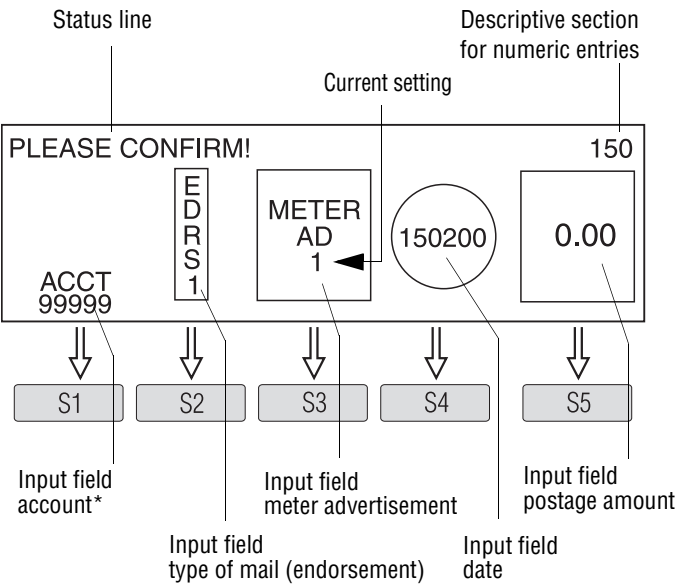 Status line
Descriptive section
for numeric entries
Current setting
PLEASE CONFIRM!
150
E
D
R
S
1
METER
AD
1
150200
0.00
ACCT
99999
S1
S2
S3
S4
S5
Input field
account*
Input field
meter advertisement
Input field
postage amount
Input field
type of mail (endorsement)
Input field
date